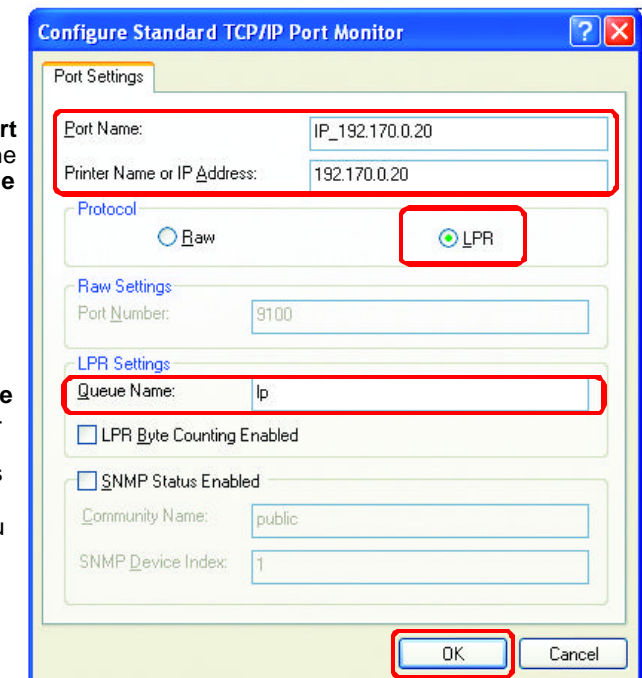 Configure Standard TCP/IP Port Monitor
Port Settings
rt
ne
e
Port Name: IP_192.170.0.20
Printer Name or IP Address: 192.170.0.20
Protocol
Raw LPR
Raw Settings
Port Number: 9100
LPR Settings
e
Queue Name: lp
LPR Byte Counting Enabled
s
SNMP Status Enabled
u
Community Name: public
SNMP Device Index: 1
OK Cancel